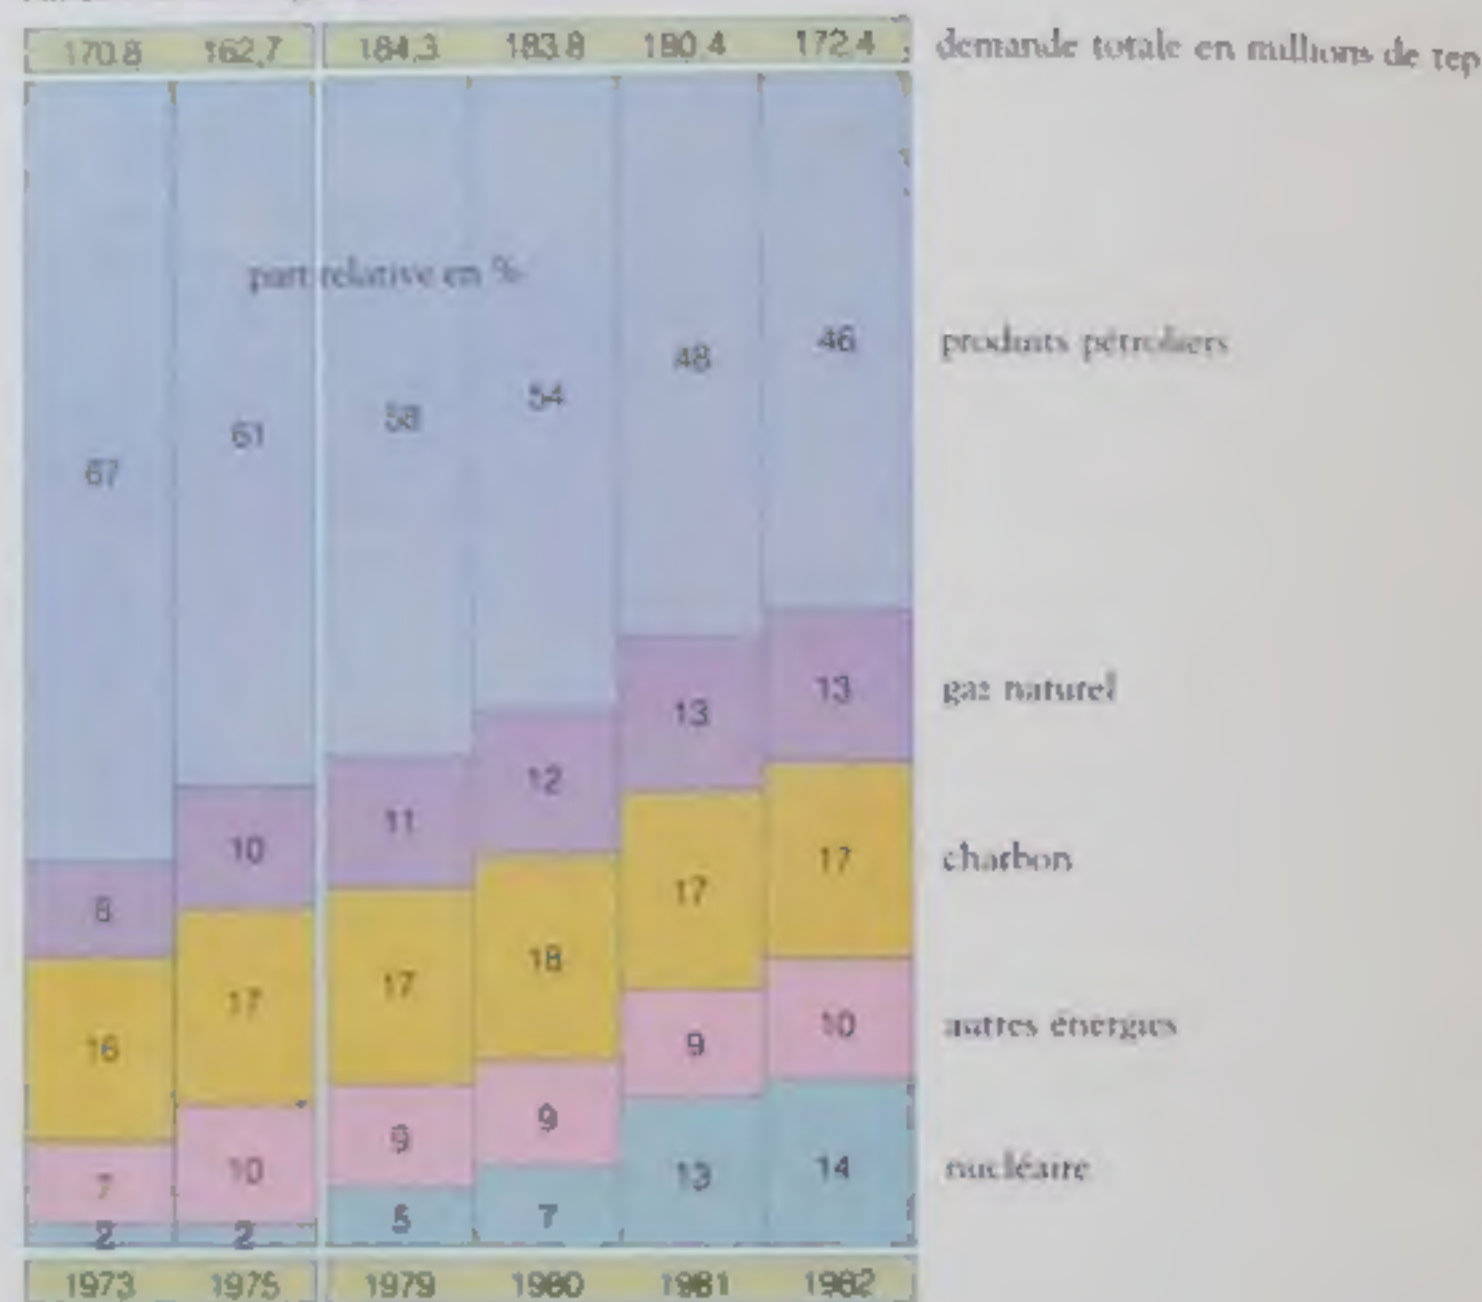 170.8 162,7 184,3 183.8 180.4 172.4 demande totale en millions de tep
part relative en %
67 61 58 54 48 46 produits pétroliers
8 10 11 12 13 13 gaz naturel
16 17 17 18 17 17 charbon
7 10 9 9 9 10 autres énergies
2 2 5 7 13 14 nucléaire
1973 1975 1979 1980 1981 1982